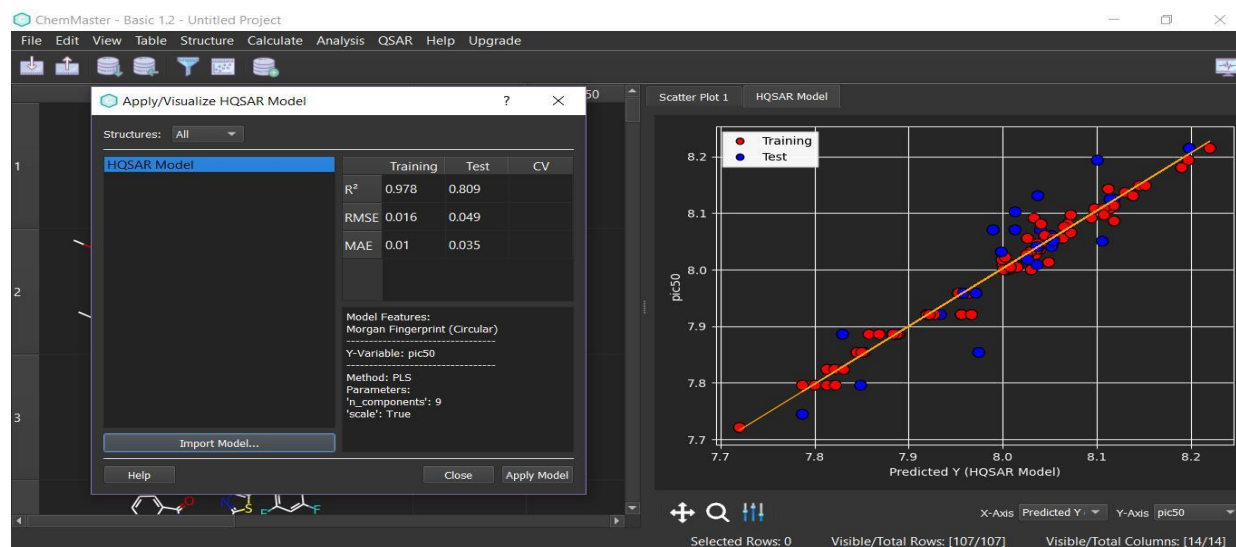 ChemMaster - Basic 1.2 - Untitled Project
File Edit View Table Structure Calculate Analysis QSAR Help Upgrade
50
Apply/Visualize HQSAR Model ?
Structures: All
HQSAR Model
Training Test CV
R² 0.978 0.809
RMSE 0.016 0.049
MAE 0.01 0.035
Model Features:
Morgan Fingerprint (Circular)
Y-Variable: pic50
Method: PLS
Parameters:
'n_components': 9
'scale': True
Import Model...
Help Close Apply Model
1
2
3
O
N
S
F
F
Scatter Plot 1 HQSAR Model
Training
Test
8.2
8.1
8.0
7.9
7.8
7.7
pic50
7.7 7.8 7.9 8.0 8.1 8.2
Predicted Y (HQSAR Model)
X-Axis Predicted Y Y-Axis pic50
Selected Rows: 0 Visible/Total Rows: [107/107] Visible/Total Columns: [14/14]